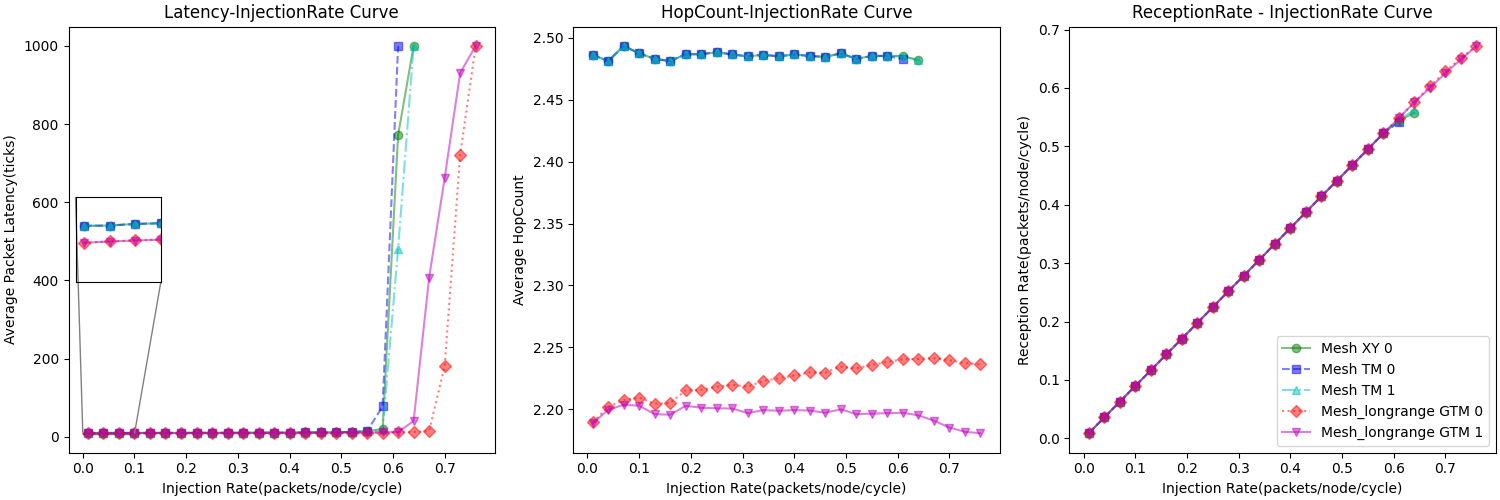 Latency-InjectionRate Curve
Average Packet Latency(ticks)
1000
800
600
400
200
0
0.0 0.1 0.2 0.3 0.4 0.5 0.6 0.7
Injection Rate(packets/node/cycle)
HopCount-InjectionRate Curve
Average HopCount
2.50
2.45
2.40
2.35
2.30
2.25
2.20
0.0 0.1 0.2 0.3 0.4 0.5 0.6 0.7
Injection Rate(packets/node/cycle)
ReceptionRate - InjectionRate Curve
Reception Rate(packets/node/cycle)
0.7
0.6
0.5
0.4
0.3
0.2
0.1
0.0
Mesh XY 0
Mesh TM 0
Mesh TM 1
Mesh_longrange GTM 0
Mesh_longrange GTM 1
0.0 0.1 0.2 0.3 0.4 0.5 0.6 0.7
Injection Rate(packets/node/cycle)